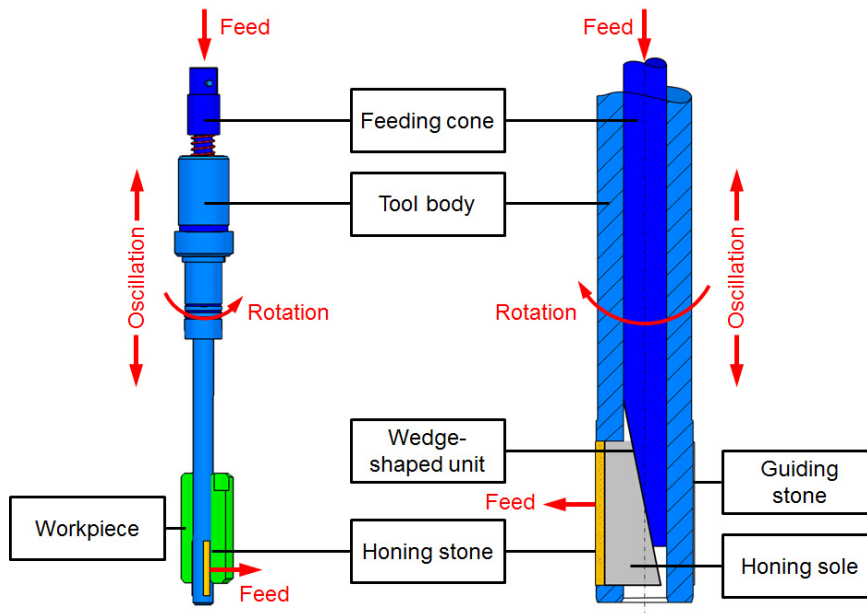 Feed
Feed
Feeding cone
Tool body
Oscillation
Oscillation
Rotation
Rotation
Wedge-
shaped unit
Guiding
stone
Feed
Workpiece
Honing stone
Honing sole
Feed